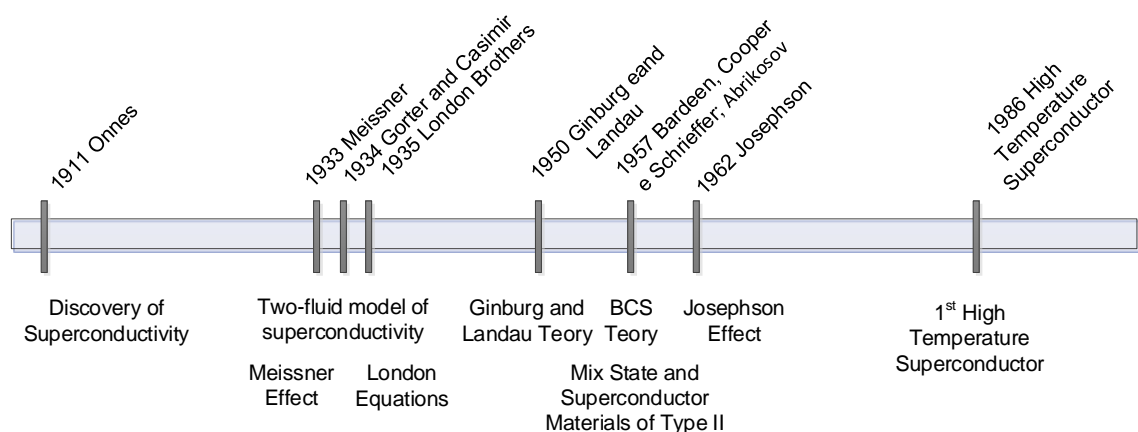 1911 Onnes
1933 Meissner
1934 Gorter and Casimir
1935 London Brothers
1950 Ginburg eand
Landau
1957 Bardeen, Cooper
e Schrieffer; Abrikosov
1962 Josephson
1986 High
Temperature
Superconductor
Discovery of
Superconductivity
Two-fluid model of
superconductivity
Meissner
Effect
London
Equations
Ginburg and
Landau Teory
BCS
Teory
Mix State and
Superconductor
Materials of Type II
Josephson
Effect
1st High
Temperature
Superconductor